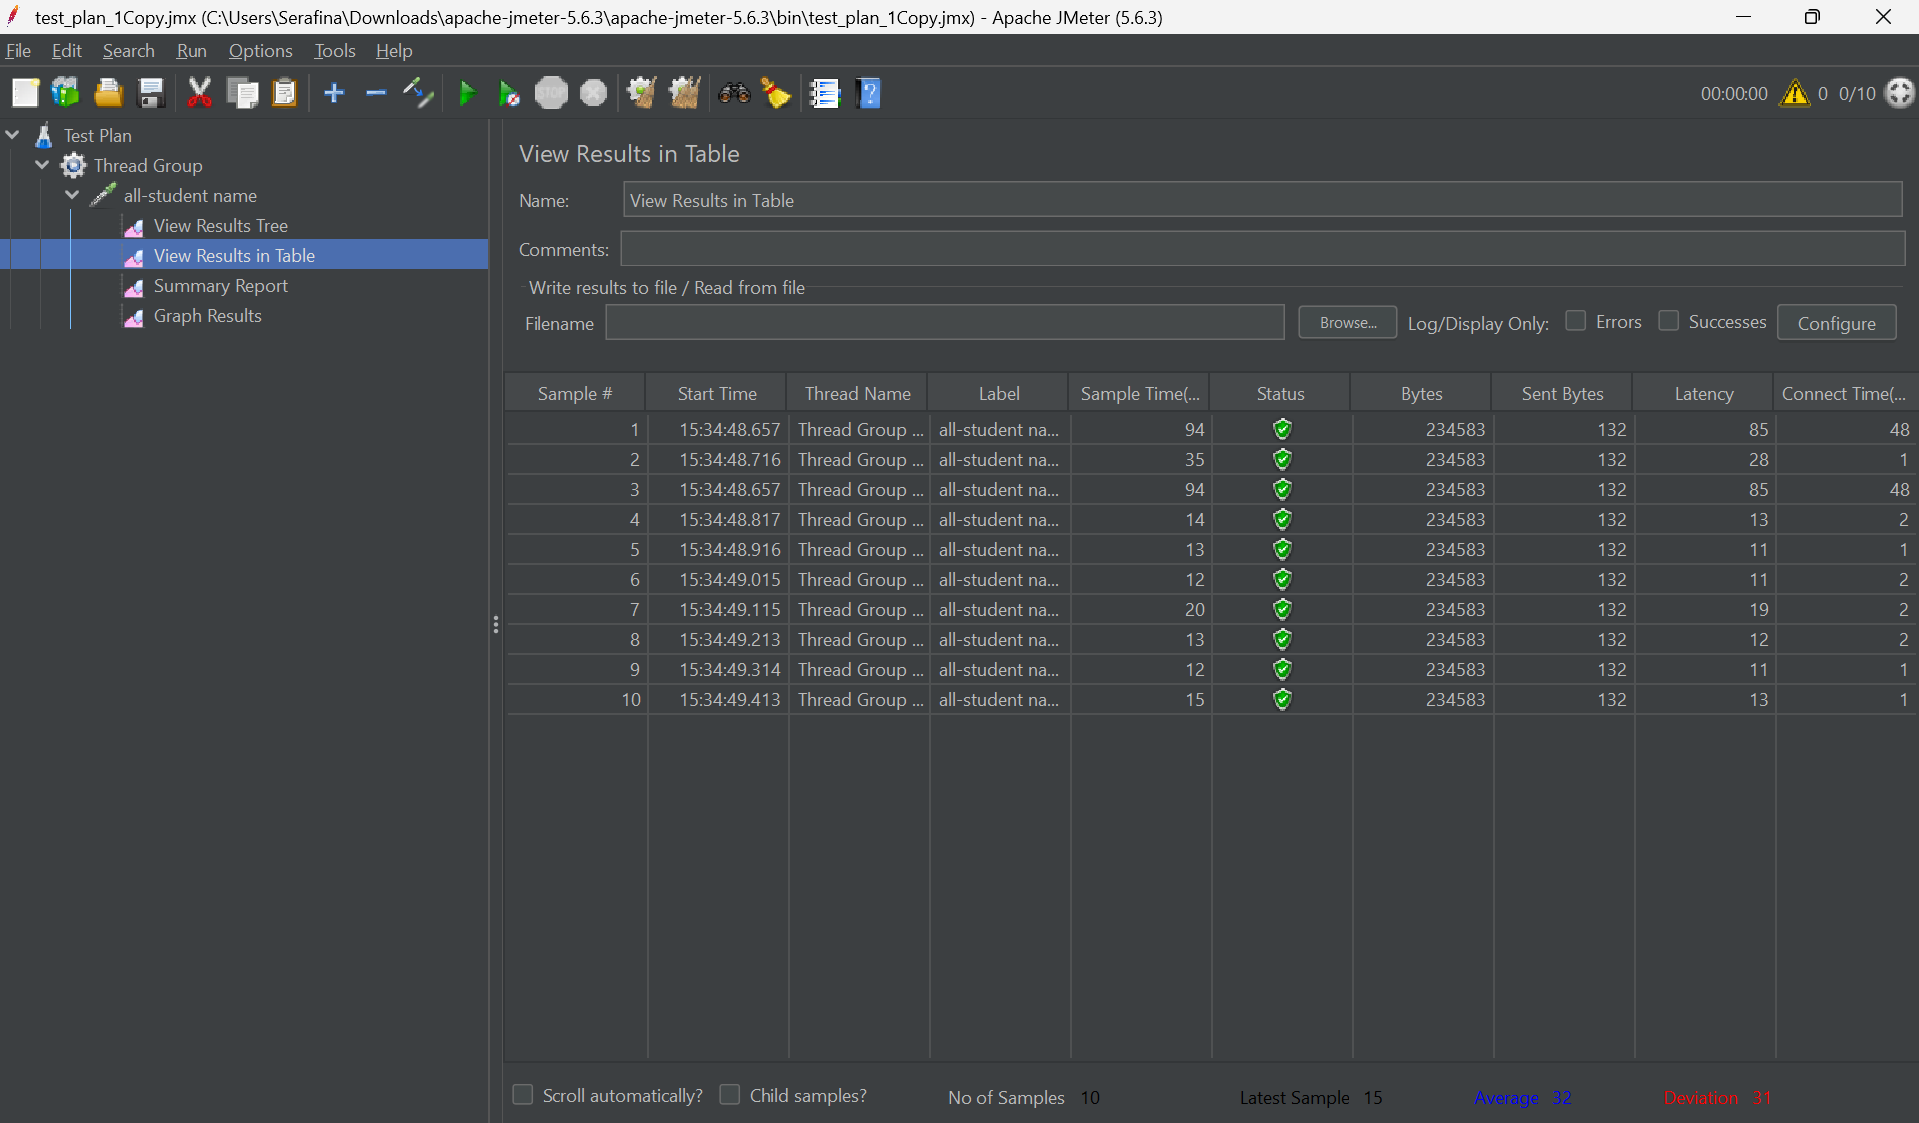 test_plan_1Copy.jmx (C:\Users\Serafina\Downloads\apache-jmeter-5.6.3\apache-jmeter-5.6.3\bin\test_plan_1Copy.jmx) - Apache JMeter (5.6.3)
File Edit Search Run Options Tools Help
STOP 00:00:00 0 0/10
Test Plan
Thread Group
all-student name
View Results Tree
View Results in Table
Summary Report
Graph Results
View Results in Table
Name: View Results in Table
Comments:
Write results to file / Read from file
Filename Browse... Log/Display Only: Errors Successes Configure
Sample # Start Time Thread Name Label Sample Time(... Status Bytes Sent Bytes Latency Connect Time(...
1 15:34:48.657 Thread Group ... all-student na... 94 234583 132 85 48
2 15:34:48.716 Thread Group ... all-student na... 35 234583 132 28 1
3 15:34:48.657 Thread Group ... all-student na... 94 234583 132 85 48
4 15:34:48.817 Thread Group ... all-student na... 14 234583 132 13 2
5 15:34:48.916 Thread Group ... all-student na... 13 234583 132 11 1
6 15:34:49.015 Thread Group ... all-student na... 12 234583 132 11 2
7 15:34:49.115 Thread Group ... all-student na... 20 234583 132 19 2
8 15:34:49.213 Thread Group ... all-student na... 13 234583 132 12 2
9 15:34:49.314 Thread Group ... all-student na... 12 234583 132 11 1
10 15:34:49.413 Thread Group ... all-student na... 15 234583 132 13 1
Scroll automatically? Child samples? No of Samples 10 Latest Sample 15 Average 32 Deviation 31